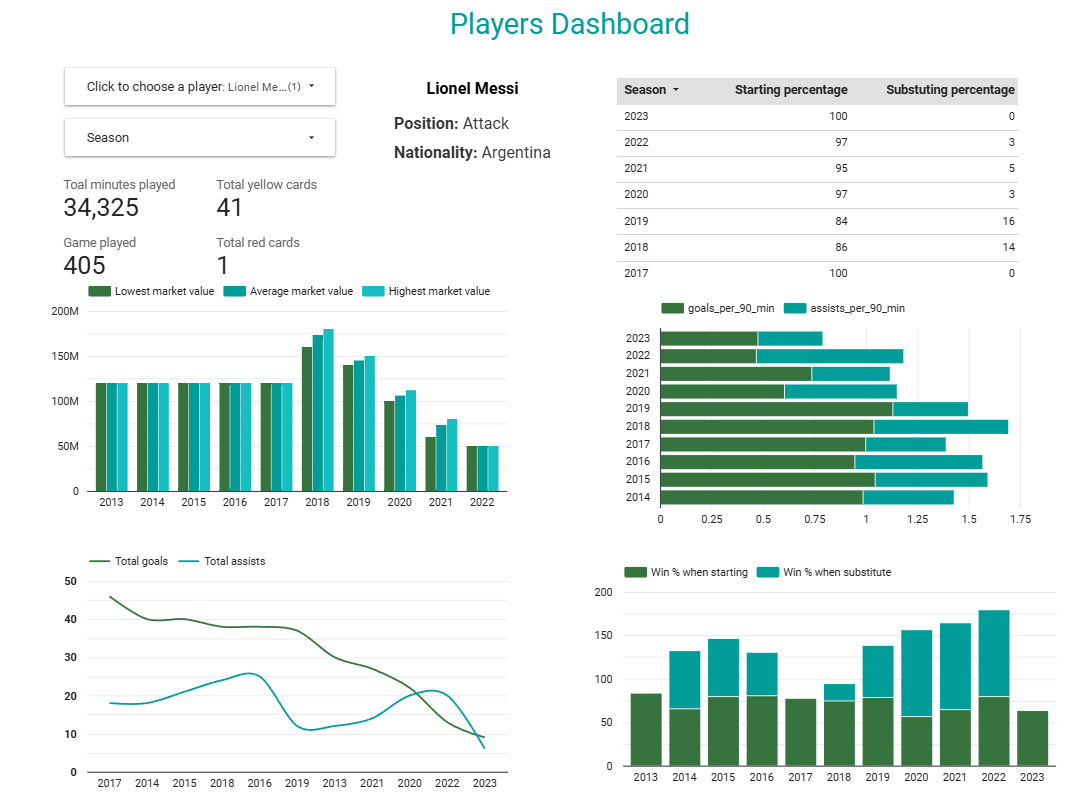 Players Dashboard
Click to choose a player: Lionel Me...(1)
Season
Lionel Messi
Position: Attack
Nationality: Argentina
Toal minutes played
34,325
Total yellow cards
41
Game played
405
Total red cards
1
Season Starting percentage Substuting percentage
2023 100 0
2022 97 3
2021 95 5
2020 97 3
2019 84 16
2018 86 14
2017 100 0
Lowest market value Average market value Highest market value
200M
150M
100M
50M
0
2013 2014 2015 2016 2017 2018 2019 2020 2021 2022
goals_per_90_min assists_per_90_min
2023
2022
2021
2020
2019
2018
2017
2016
2015
2014
0 0.25 0.5 0.75 1 1.25 1.5 1.75
Total goals Total assists
50
40
30
20
10
0
2017 2014 2015 2018 2016 2019 2013 2021 2020 2022 2023
Win % when starting Win % when substitute
200
150
100
50
0
2013 2014 2015 2016 2017 2018 2019 2020 2021 2022 2023